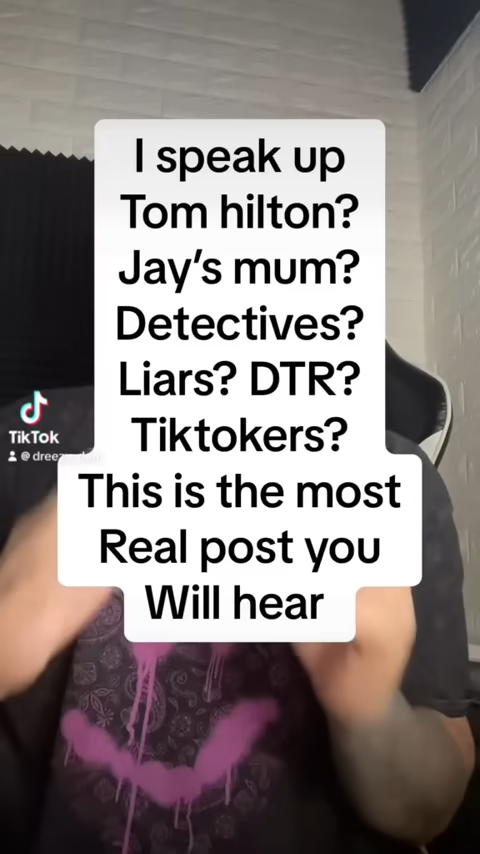 I speak up
Tom hilton?
Jay's mum?
Detectives?
Liars? DTR?
Tiktokers?
This is the most
Real post you
Will hear
TikTok